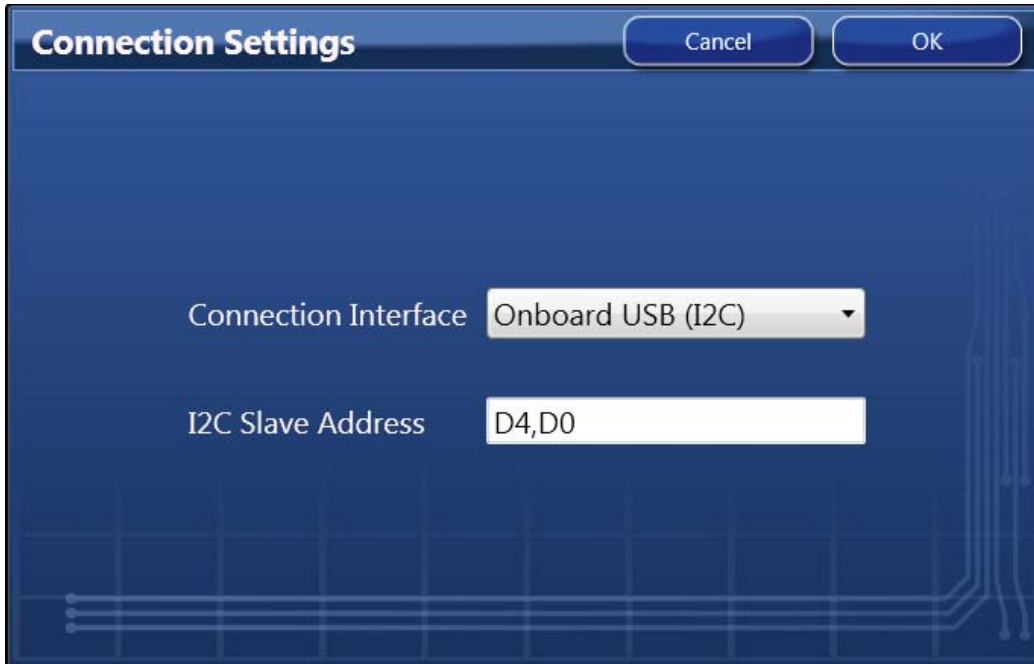 Connection Settings
Cancel
OK
Connection Interface
Onboard USB (I2C)
I2C Slave Address
D4,D0